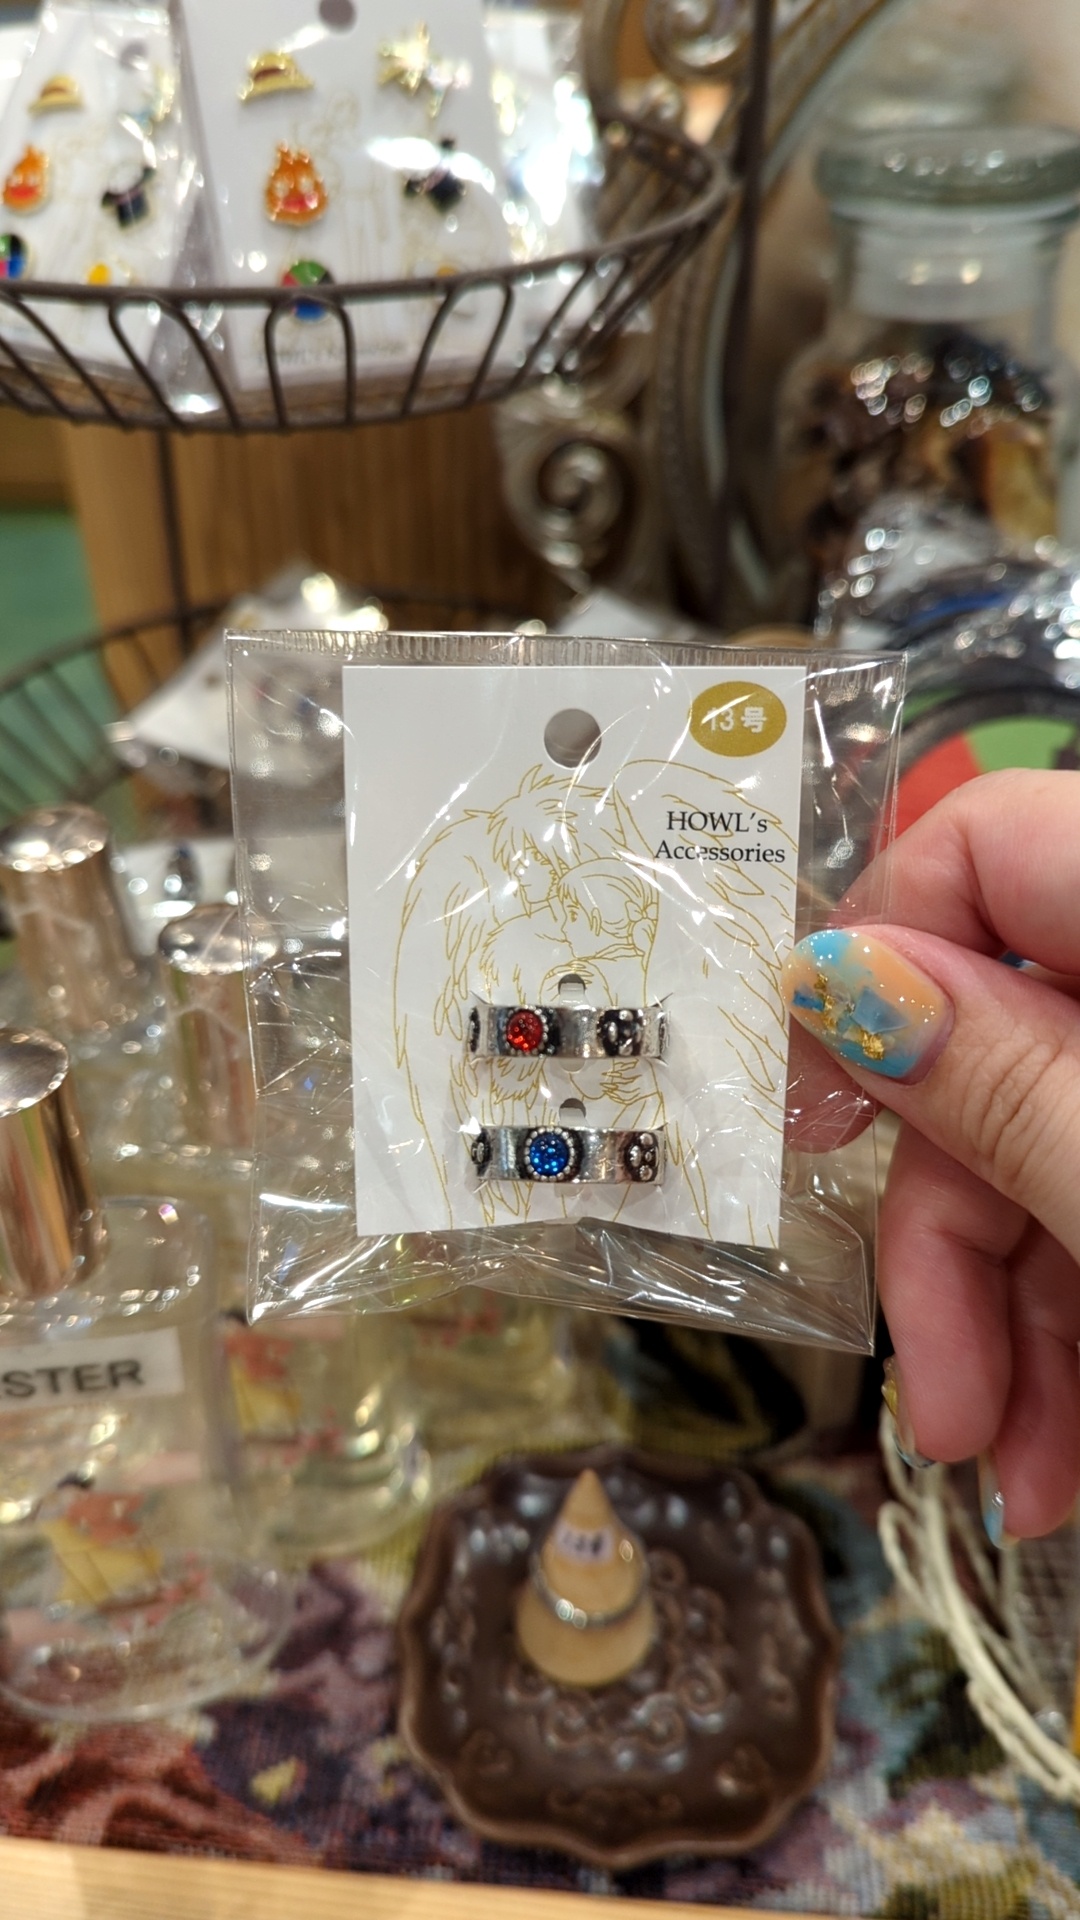 13号
HOWL's
Accessories
STER